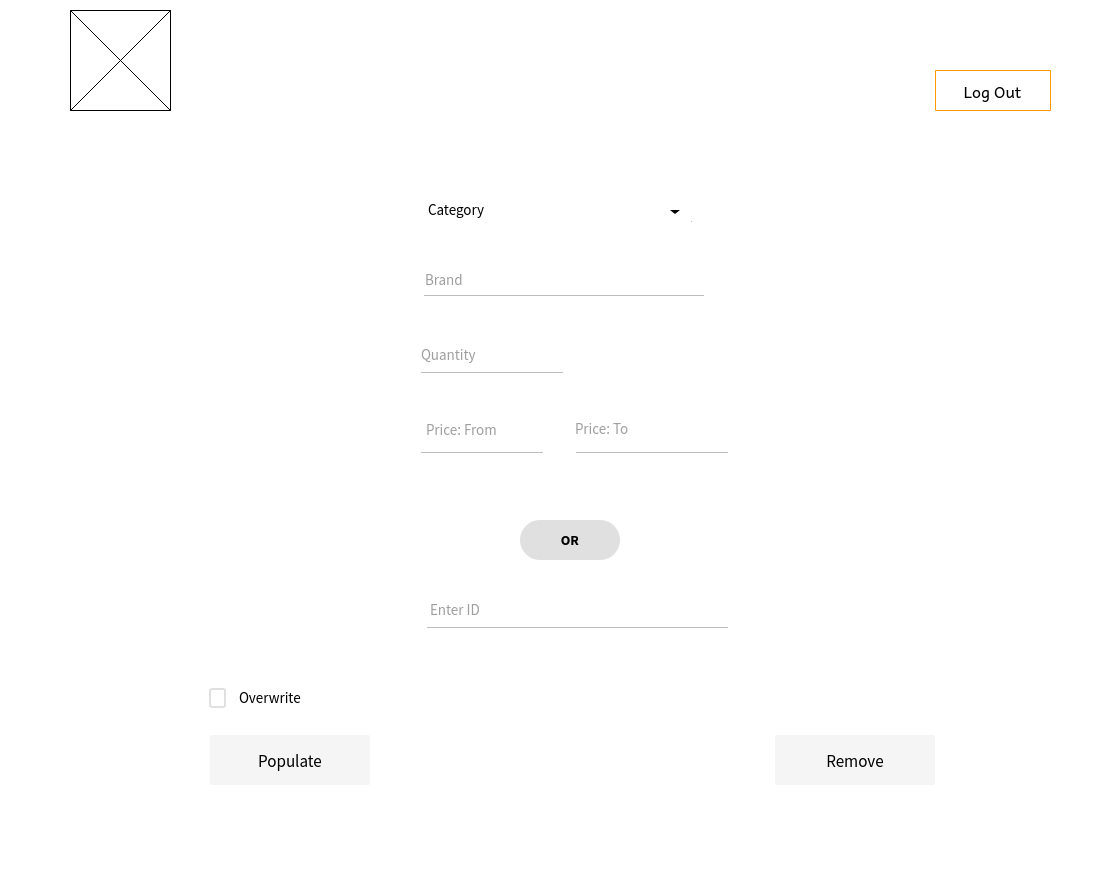 Log Out
Category
Brand
Quantity
Price: From
Price: To
OR
Enter ID
Overwrite
Populate
Remove